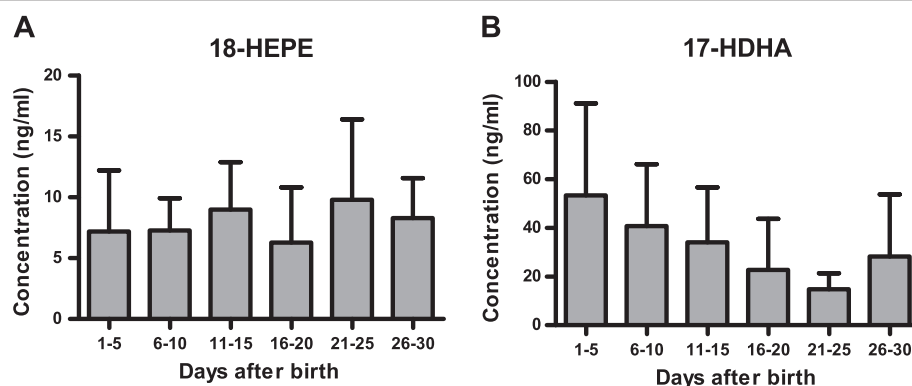 A
18-HEPE
Concentration (ng/ml)
20
15
10
5
0
1-5 6-10 11-15 16-20 21-25 26-30
Days after birth
B
17-HDHA
Concentration (ng/ml)
100
80
60
40
20
0
1-5 6-10 11-15 16-20 21-25 26-30
Days after birth